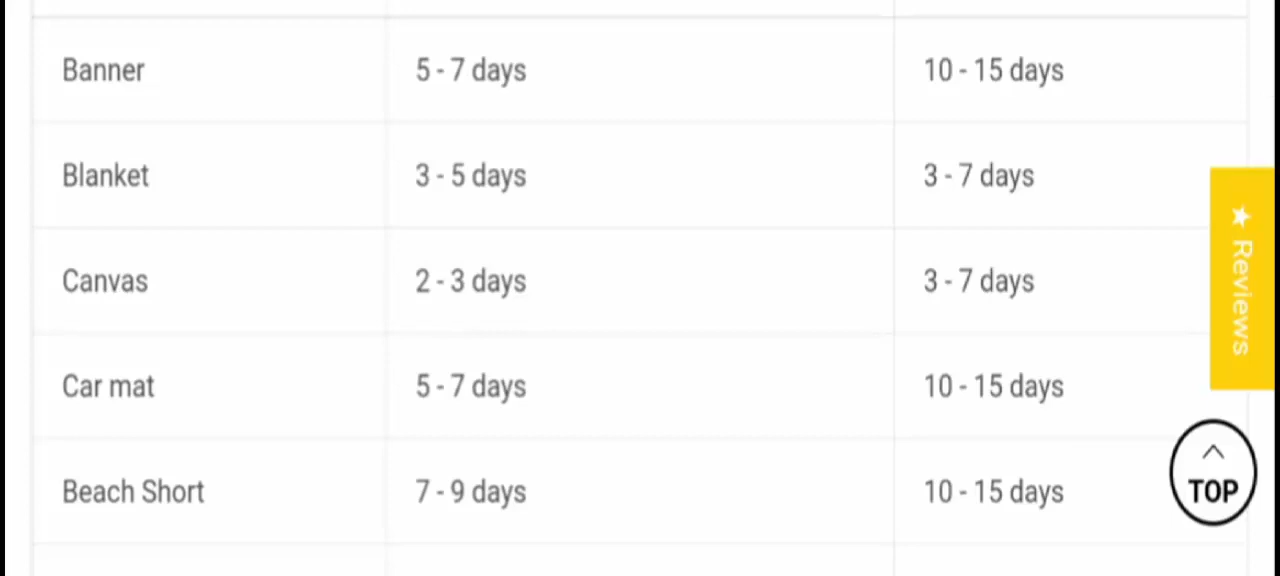 Banner 5 - 7 days 10 - 15 days
Blanket 3 - 5 days 3 - 7 days
Canvas 2 - 3 days 3 - 7 days
Car mat 5 - 7 days 10 - 15 days
Beach Short 7 - 9 days 10 - 15 days
★ Reviews
TOP